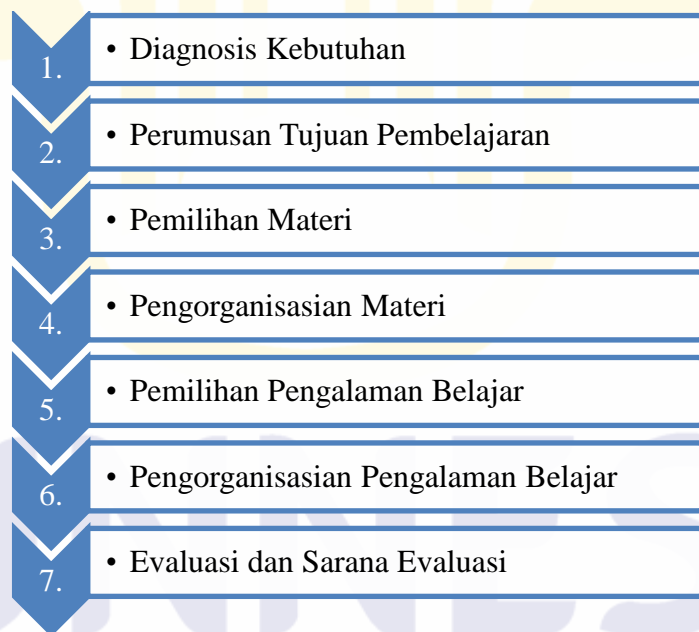 1. • Diagnosis Kebutuhan
2. • Perumusan Tujuan Pembelajaran
3. • Pemilihan Materi
4. • Pengorganisasian Materi
5. • Pemilihan Pengalaman Belajar
6. • Pengorganisasian Pengalaman Belajar
7. • Evaluasi dan Sarana Evaluasi